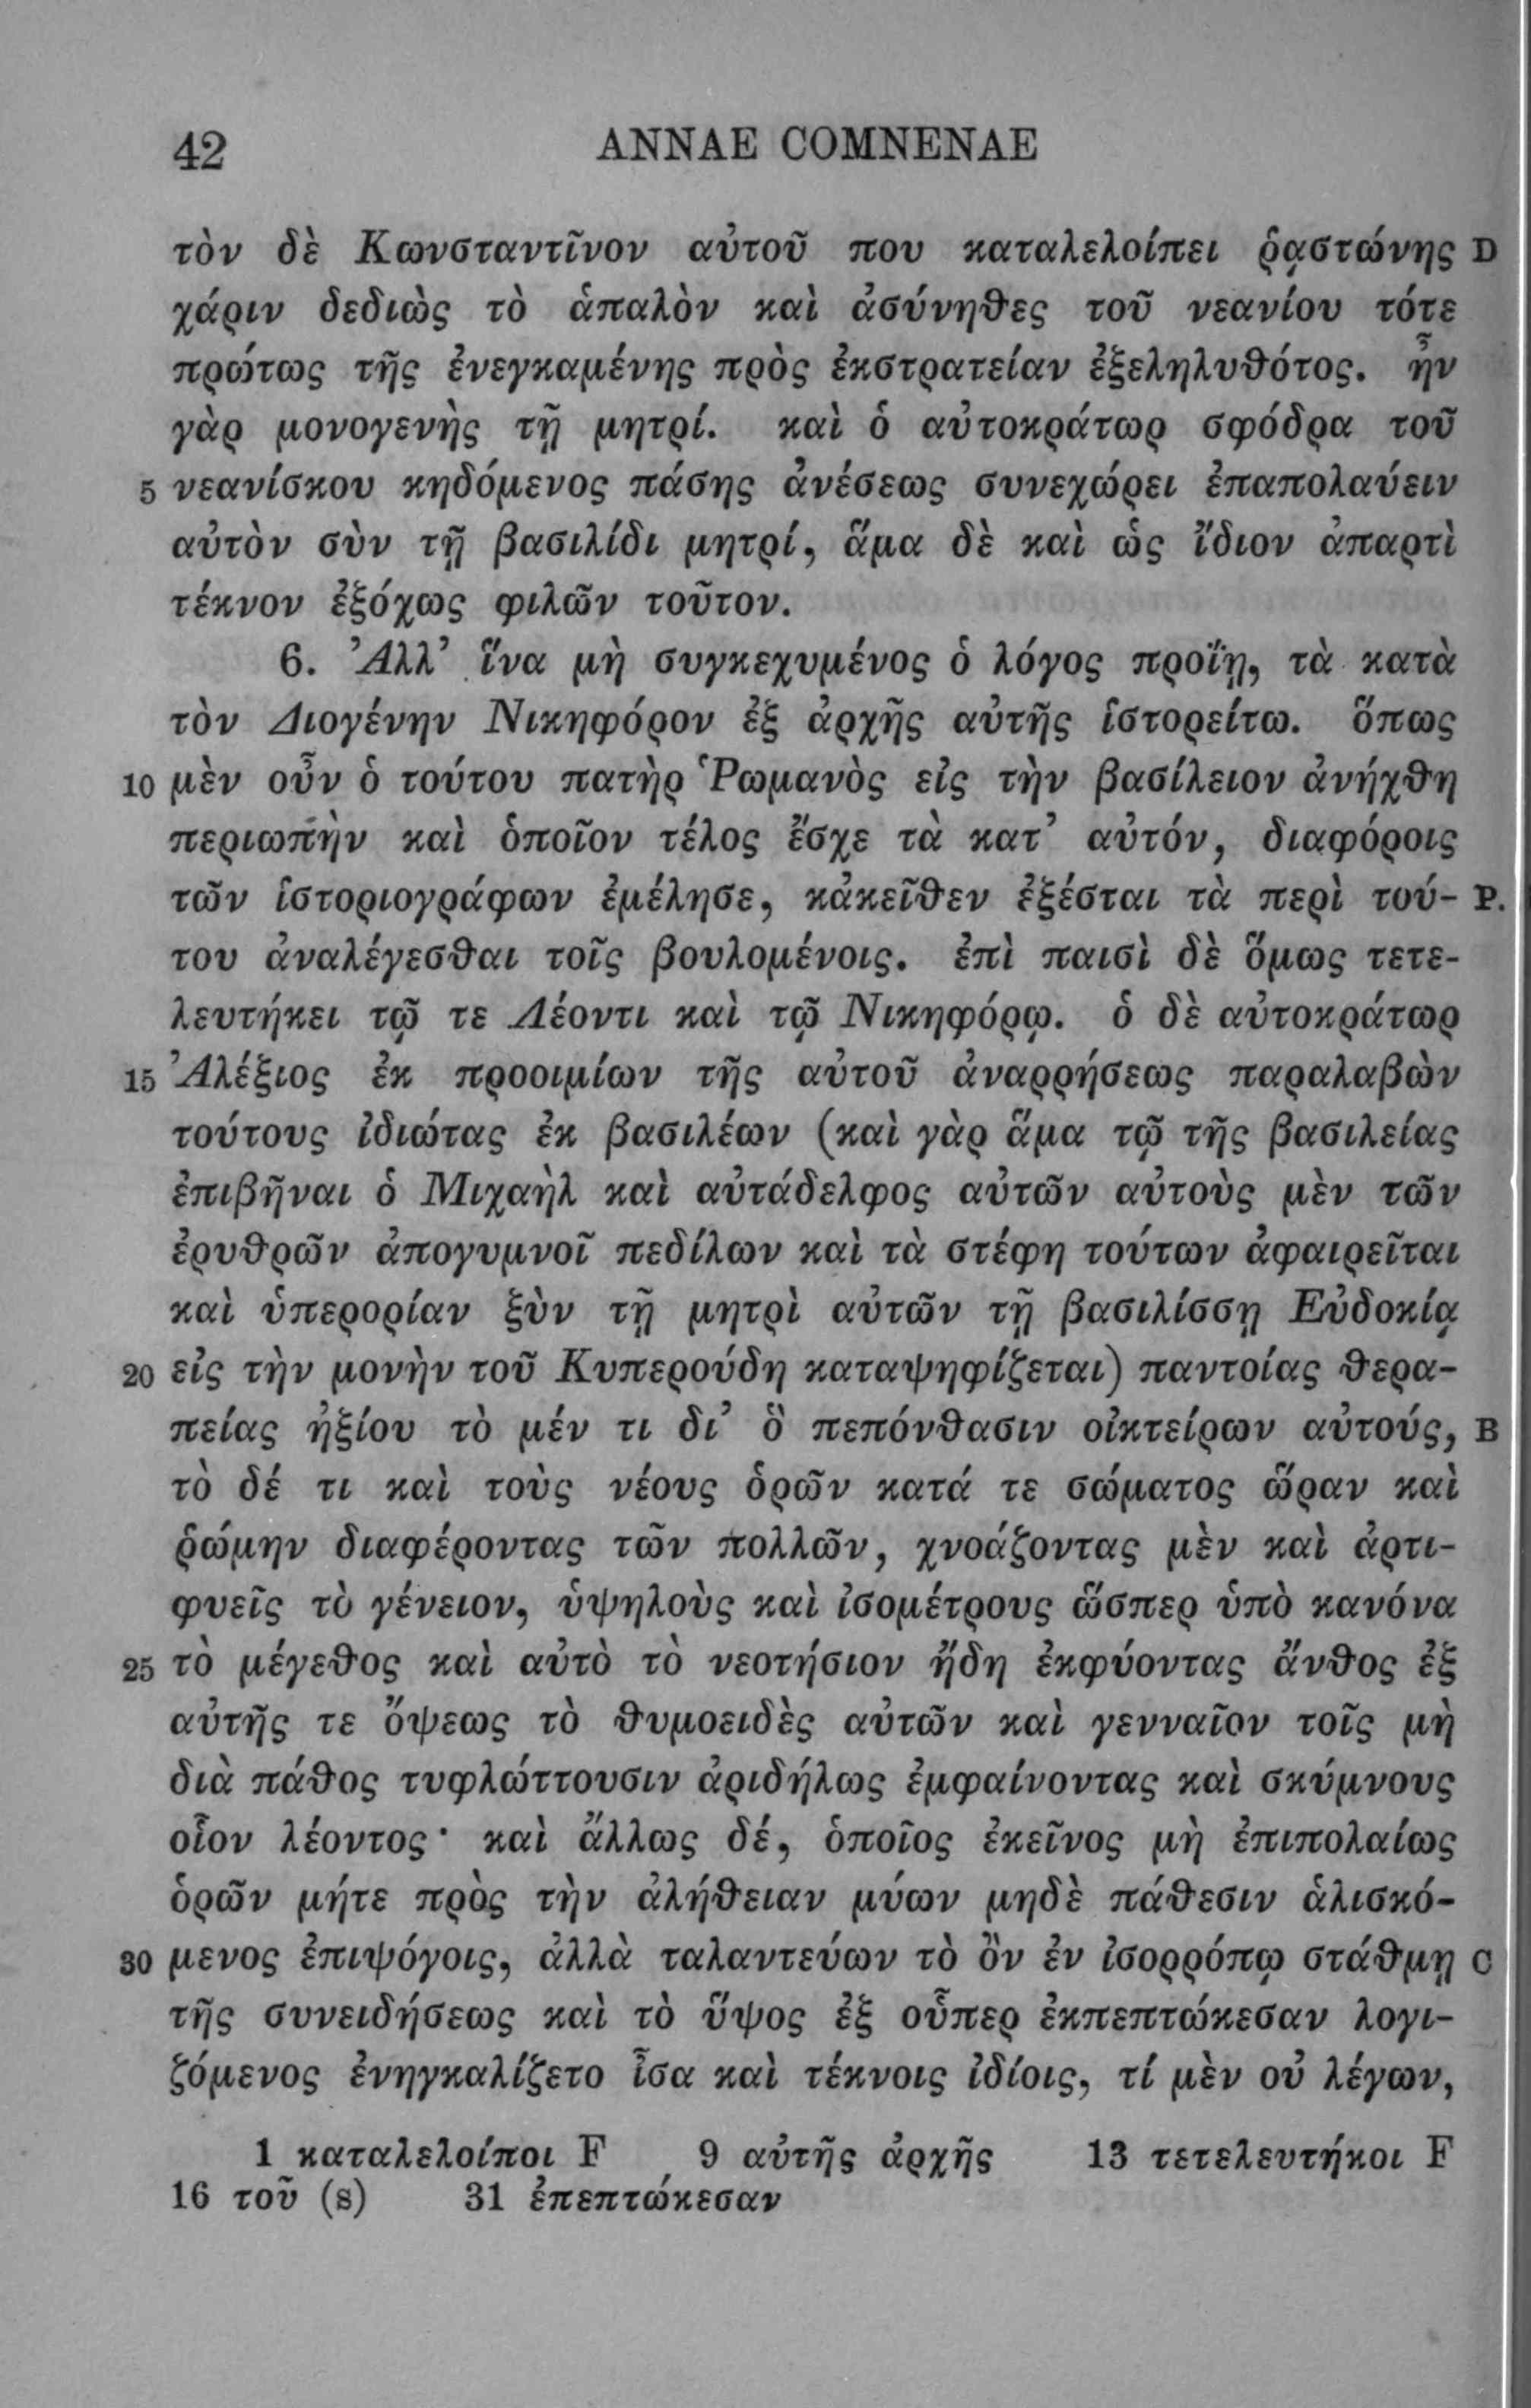 42 ANNAE COMNENAE
τὸν δὲ Κωνσταντῖνον αὐτοῦ που καταλελοίπει ῥᾳστώνης D
χάριν δεδιὼς τὸ ἁπαλὸν καὶ ἀσύνηθες τοῦ νεανίου τότε
πρώτως τῆς ἐνεγκαμένης πρὸς ἐκστρατείαν ἐξεληλυθότος. ἦν
γὰρ μονογενὴς τῇ μητρί. καὶ ὁ αὐτοκράτωρ σφόδρα τοῦ
5 νεανίσκου κηδόμενος πάσης ἀνέσεως συνεχώρει ἐπαπολαύειν
αὐτὸν σὺν τῇ βασιλίδι μητρί, ἅμα δὲ καὶ ὡς ἴδιον ἀπαρτὶ
τέκνον ἐξόχως φιλῶν τοῦτον.
6. Ἀλλ’ ἵνα μὴ συγκεχυμένος ὁ λόγος προΐῃ, τὰ κατὰ
τὸν Διογένην Νικηφόρον ἐξ ἀρχῆς αὐτῆς ἱστορείτω. ὅπως
10 μὲν οὖν ὁ τούτου πατὴρ Ῥωμανὸς εἰς τὴν βασίλειον ἀνήχθη
περιωπὴν καὶ ὁποῖον τέλος ἔσχε τὰ κατ’ αὐτόν, διαφόροις
τῶν ἱστοριογράφων ἐμέλησε, κἀκεῖθεν ἐξέσται τὰ περὶ τού- P.
του ἀναλέγεσθαι τοῖς βουλομένοις. ἐπὶ παισὶ δὲ ὅμως τετε-
λευτήκει τῷ τε Λέοντι καὶ τῷ Νικηφόρῳ. ὁ δὲ αὐτοκράτωρ
15 Ἀλέξιος ἐκ προοιμίων τῆς αὐτοῦ ἀναρρήσεως παραλαβὼν
τούτους ἰδιώτας ἐκ βασιλέων (καὶ γὰρ ἅμα τῷ τῆς βασιλείας
ἐπιβῆναι ὁ Μιχαὴλ καὶ αὐτάδελφος αὐτῶν αὐτοὺς μὲν τῶν
ἐρυθρῶν ἀπογυμνοῖ πεδίλων καὶ τὰ στέφη τούτων ἀφαιρεῖται
καὶ ὑπερορίαν ξὺν τῇ μητρὶ αὐτῶν τῇ βασιλίσσῃ Εὐδοκίᾳ
20 εἰς τὴν μονὴν τοῦ Κυπερούδη καταψηφίζεται) παντοίας θερα-
πείας ἠξίου τὸ μέν τι δι’ ὃ πεπόνθασιν οἰκτείρων αὐτούς, B
τὸ δέ τι καὶ τοὺς νέους ὁρῶν κατά τε σώματος ὥραν καὶ
ῥώμην διαφέροντας τῶν πολλῶν, χνοάζοντας μὲν καὶ ἀρτι-
φυεῖς τὸ γένειον, ὑψηλοὺς καὶ ἰσομέτρους ὥσπερ ὑπὸ κανόνα
25 τὸ μέγεθος καὶ αὐτὸ τὸ νεοτήσιον ἤδη ἐκφύοντας ἄνθος ἐξ
αὐτῆς τε ὄψεως τὸ θυμοειδὲς αὐτῶν καὶ γενναῖον τοῖς μὴ
διὰ πάθος τυφλώττουσιν ἀριδήλως ἐμφαίνοντας καὶ σκύμνους
οἷον λέοντος· καὶ ἄλλως δέ, ὁποῖος ἐκεῖνος μὴ ἐπιπολαίως
ὁρῶν μήτε πρὸς τὴν ἀλήθειαν μύων μηδὲ πάθεσιν ἁλισκό-
30 μενος ἐπιψόγοις, ἀλλὰ ταλαντεύων τὸ ὂν ἐν ἰσορρόπῳ στάθμῃ C
τῆς συνειδήσεως καὶ τὸ ὕψος ἐξ οὗπερ ἐκπεπτώκεσαν λογι-
ζόμενος ἐνηγκαλίζετο ἶσα καὶ τέκνοις ἰδίοις, τί μὲν οὐ λέγων,
1 καταλελοίποι F 9 αὐτῆς ἀρχῆς 13 τετελευτήκοι F
16 τοῦ (s) 31 ἐπεπτώκεσαν